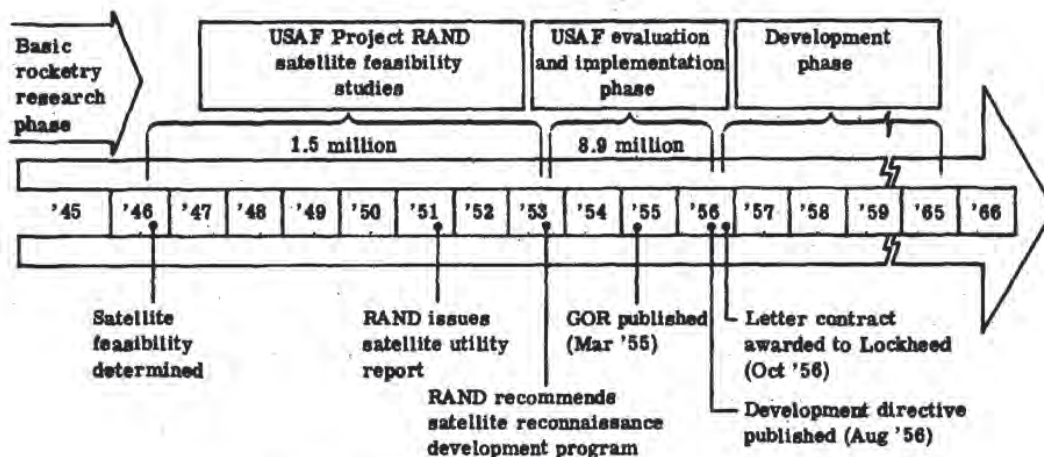 Basic
rocketry
research
phase
USAF Project RAND
satellite feasibility
studies
USAF evaluation
and implementation
phase
Development
phase
1.5 million
8.9 million
'45 '46 '47 '48 '49 '50 '51 '52 '53 '54 '55 '56 '57 '58 '59 '65 '66
Satellite
feasibility
determined
RAND issues
satellite utility
report
RAND recommends
satellite reconnaissance
development program
GOR published
(Mar '55)
Letter contract
awarded to Lockheed
(Oct '56)
Development directive
published (Aug '56)